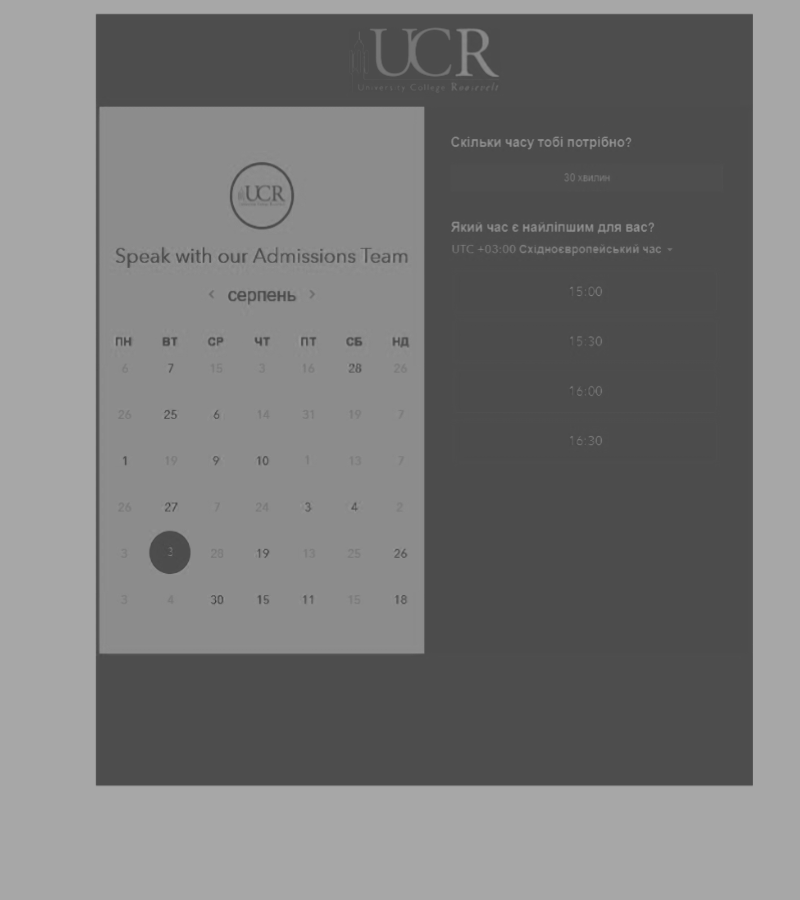 UCR
University College Roosevelt
UCR
Speak with our Admissions Team
< серпень >
ПН ВТ СР ЧТ ПТ СБ НД
6 7 15 3 16 28 26
26 25 6 14 31 19 7
1 19 9 10 1 13 7
26 27 7 24 3 4 2
3 2 28 19 13 25 26
3 4 30 15 11 15 18
Скільки часу тобі потрібно?
30 хвилин
Який час є найліпшим для вас?
UTC +03:00 Східноєвропейський час
15:00
15:30
16:00
16:30